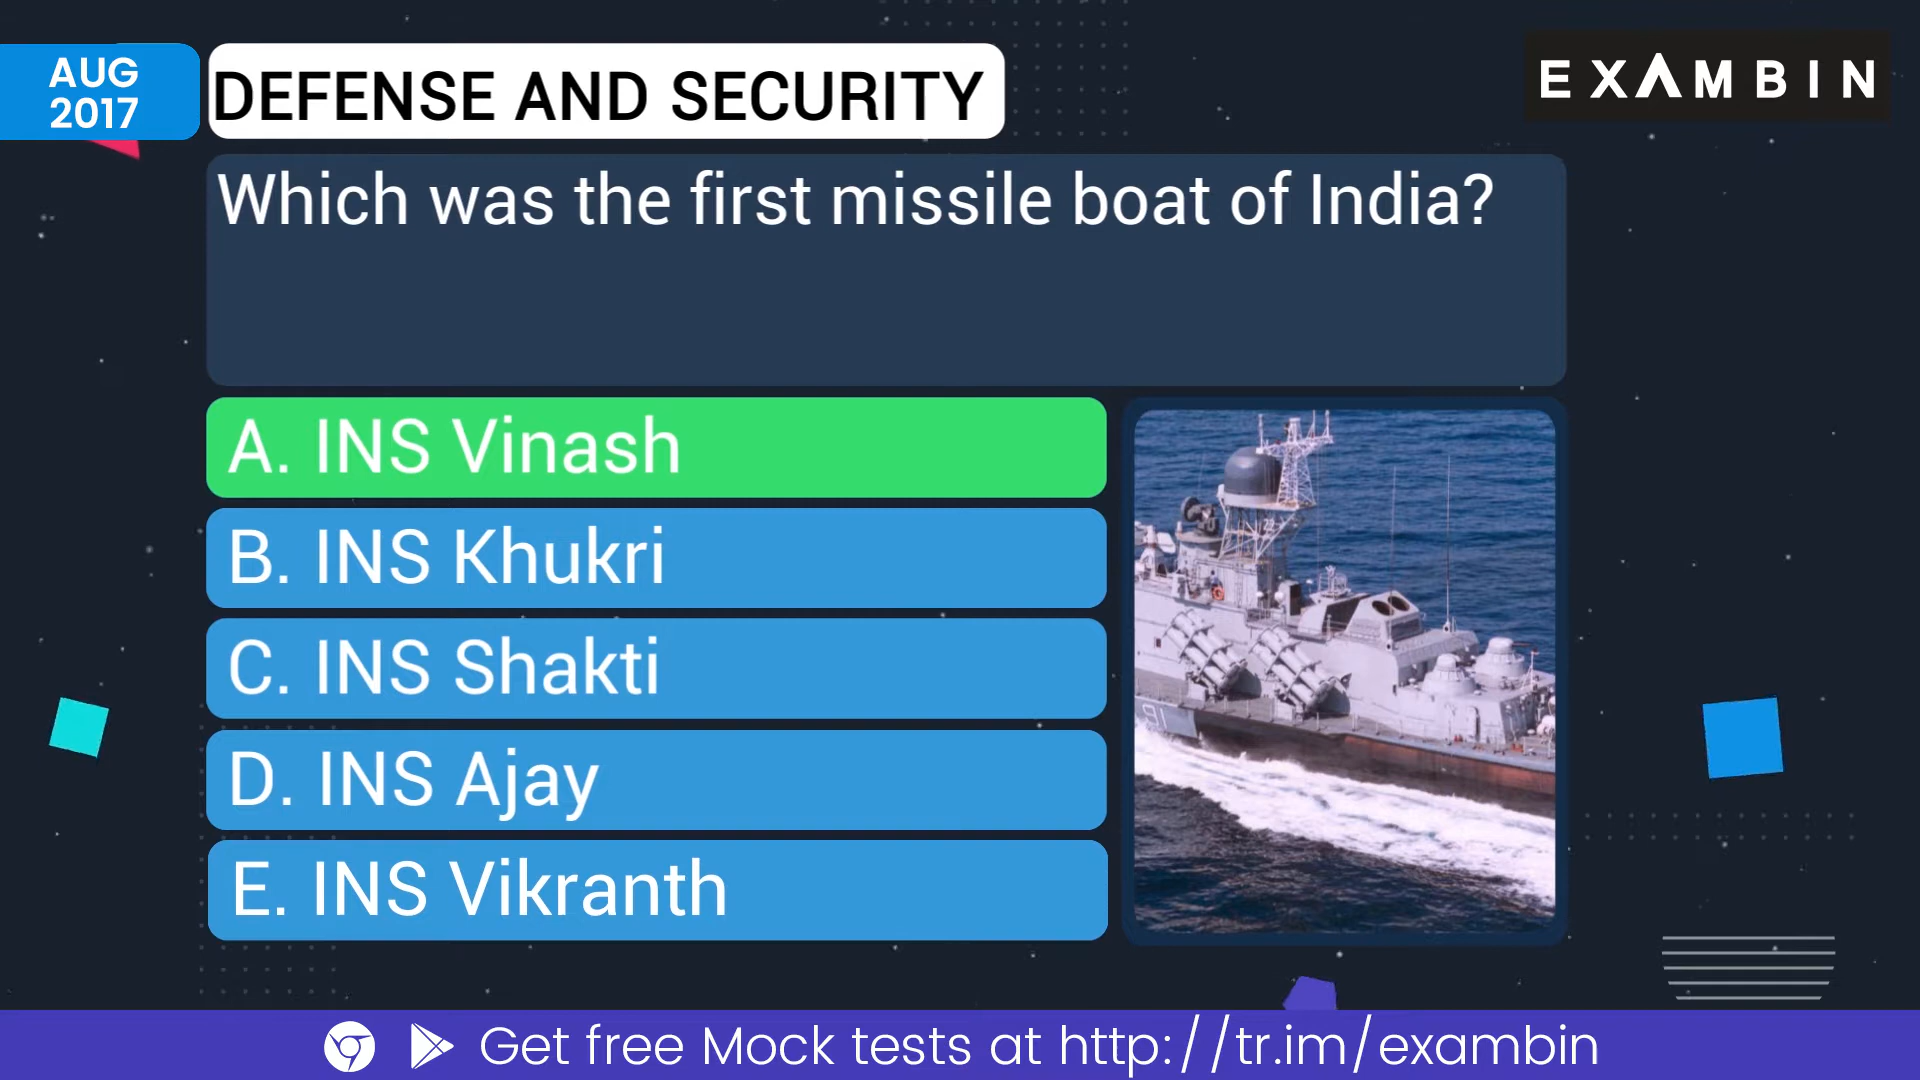 AUG
2017
DEFENSE AND SECURITY
EXAMBIN
Which was the first missile boat of India?
A. INS Vinash
B. INS Khukri
C. INS Shakti
D. INS Ajay
E. INS Vikranth
91
Get free Mock tests at http://tr.im/exambin